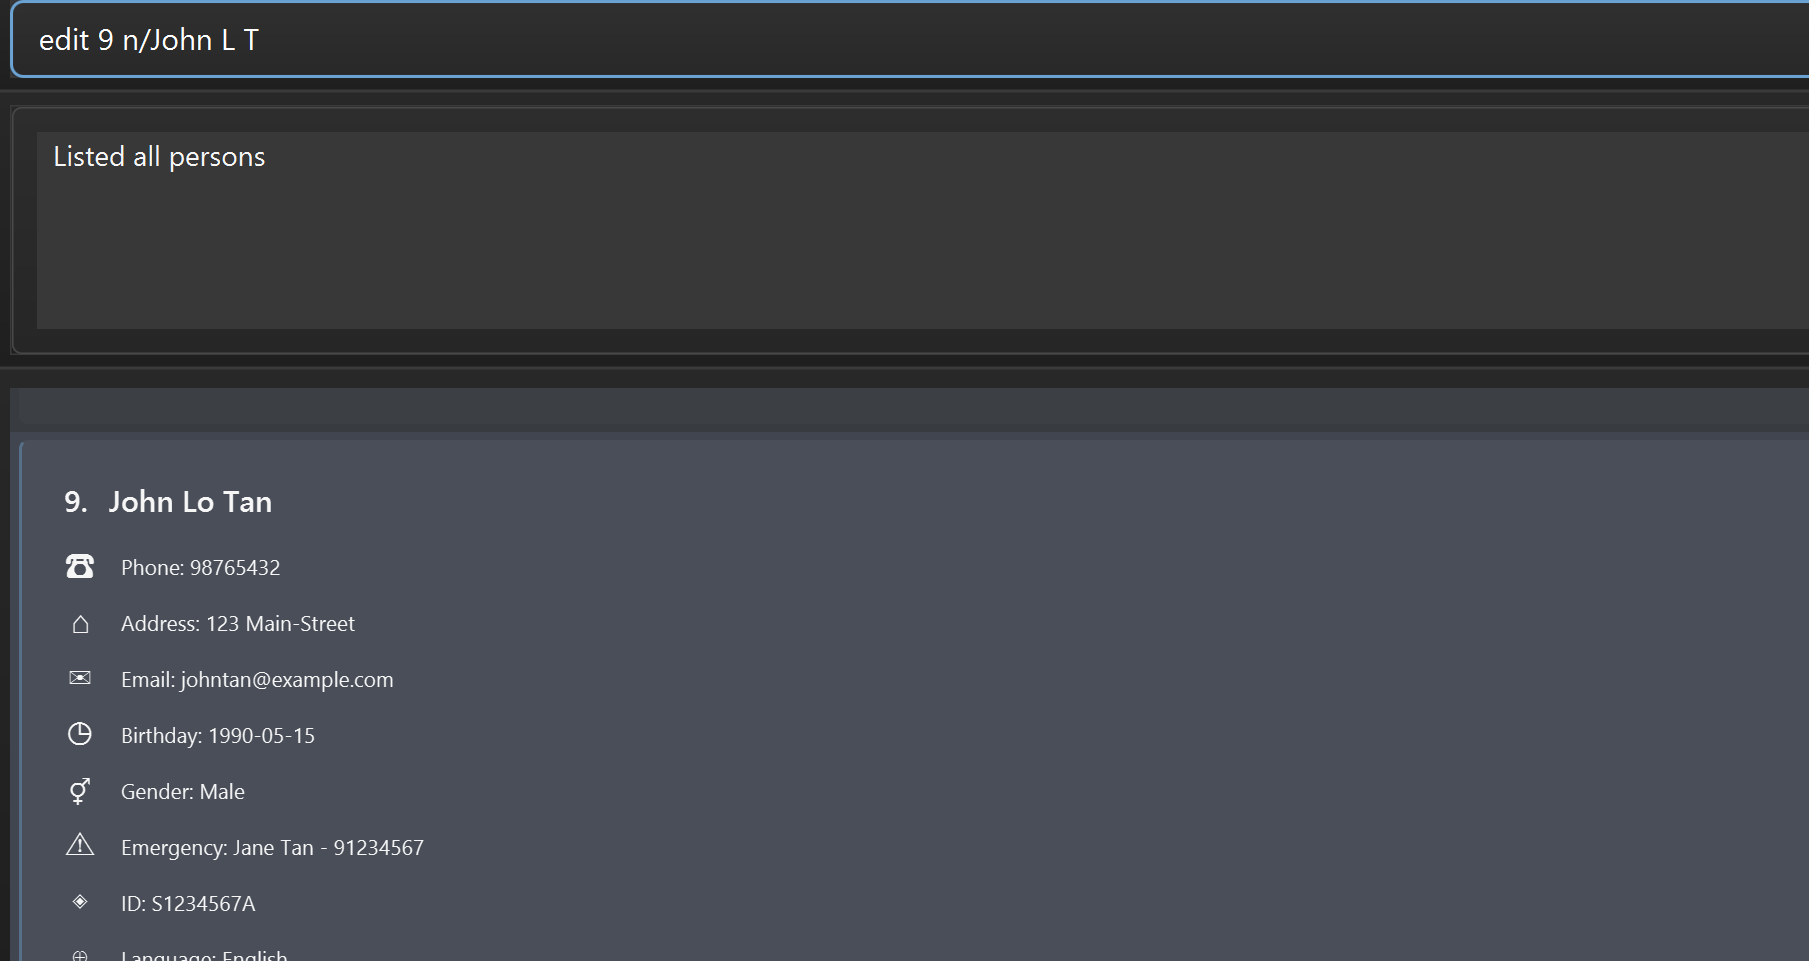 edit 9 n/John L T
Listed all persons
9. John Lo Tan
Phone: 98765432
Address: 123 Main-Street
Email: johntan@example.com
Birthday: 1990-05-15
Gender: Male
Emergency: Jane Tan - 91234567
ID: S1234567A
Language: English